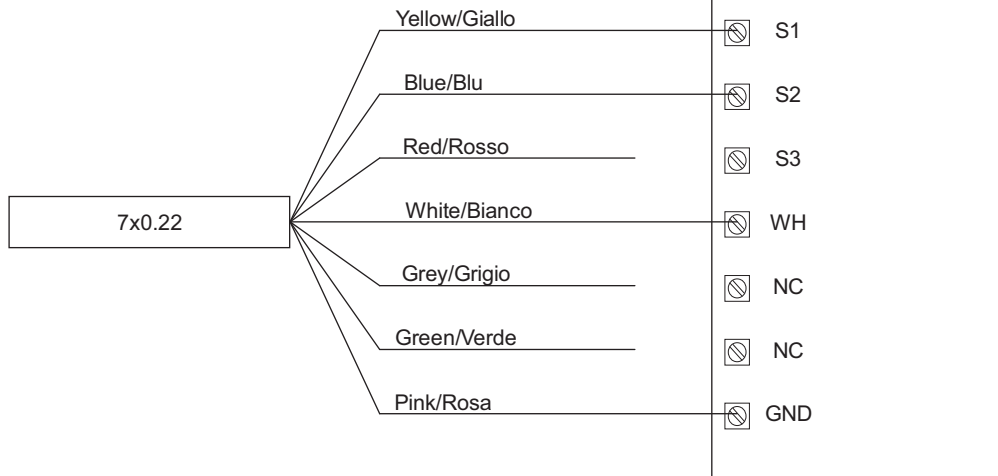 Yellow/Giallo S1
Blue/Blu S2
Red/Rosso S3
7x0.22 White/Bianco WH
Grey/Grigio NC
Green/Verde NC
Pink/Rosa GND